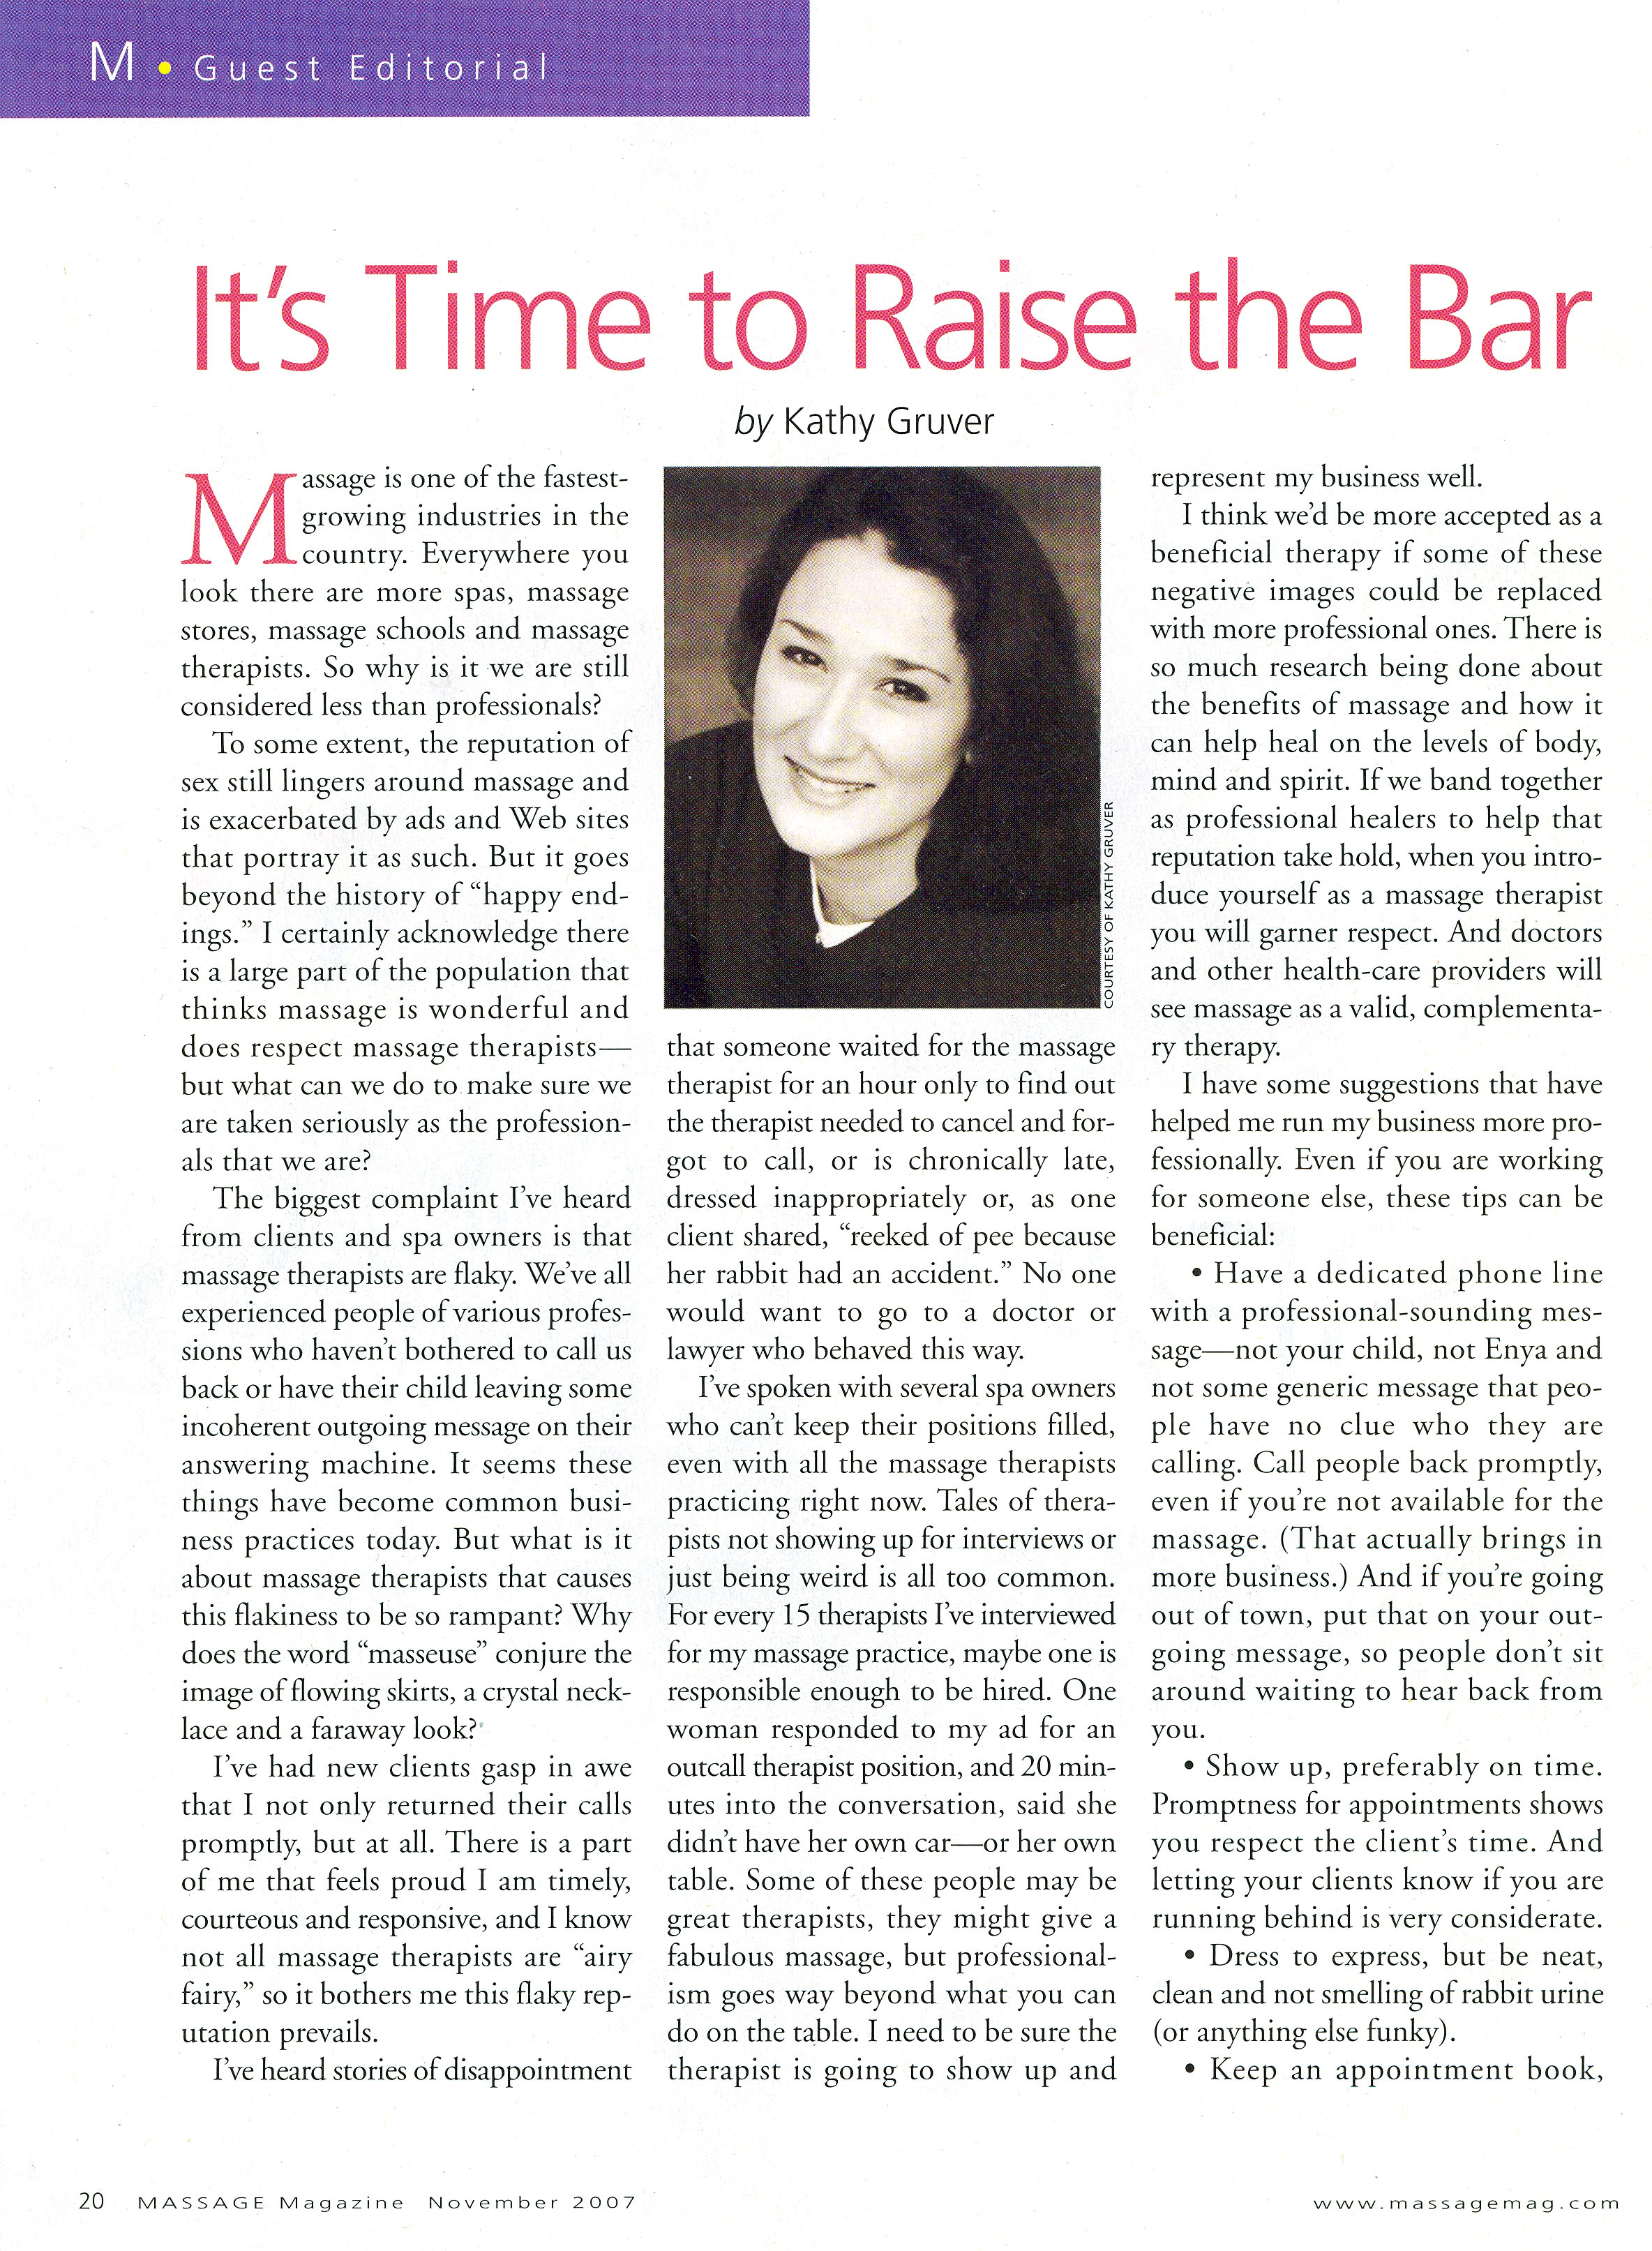 M • Guest Editorial
It's Time to Raise the Bar
by Kathy Gruver
Massage is one of the fastest-
growing industries in the
country. Everywhere you
look there are more spas, massage
stores, massage schools and massage
therapists. So why is it we are still
considered less than professionals?
To some extent, the reputation of
sex still lingers around massage and
is exacerbated by ads and Web sites
that portray it as such. But it goes
beyond the history of “happy end-
ings.” I certainly acknowledge there
is a large part of the population that
thinks massage is wonderful and
does respect massage therapists—
but what can we do to make sure we
are taken seriously as the profession-
als that we are?
The biggest complaint I’ve heard
from clients and spa owners is that
massage therapists are flaky. We’ve all
experienced people of various profes-
sions who haven’t bothered to call us
back or have their child leaving some
incoherent outgoing message on their
answering machine. It seems these
things have become common busi-
ness practices today. But what is it
about massage therapists that causes
this flakiness to be so rampant? Why
does the word “masseuse” conjure the
image of flowing skirts, a crystal neck-
lace and a faraway look?
I’ve had new clients gasp in awe
that I not only returned their calls
promptly, but at all. There is a part
of me that feels proud I am timely,
courteous and responsive, and I know
not all massage therapists are “airy
fairy,” so it bothers me this flaky rep-
utation prevails.
I’ve heard stories of disappointment
COURTESY OF KATHY GRUVER
that someone waited for the massage
therapist for an hour only to find out
the therapist needed to cancel and for-
got to call, or is chronically late,
dressed inappropriately or, as one
client shared, “reeked of pee because
her rabbit had an accident.” No one
would want to go to a doctor or
lawyer who behaved this way.
I’ve spoken with several spa owners
who can’t keep their positions filled,
even with all the massage therapists
practicing right now. Tales of thera-
pists not showing up for interviews or
just being weird is all too common.
For every 15 therapists I’ve interviewed
for my massage practice, maybe one is
responsible enough to be hired. One
woman responded to my ad for an
outcall therapist position, and 20 min-
utes into the conversation, said she
didn’t have her own car—or her own
table. Some of these people may be
great therapists, they might give a
fabulous massage, but professional-
ism goes way beyond what you can
do on the table. I need to be sure the
therapist is going to show up and
represent my business well.
I think we’d be more accepted as a
beneficial therapy if some of these
negative images could be replaced
with more professional ones. There is
so much research being done about
the benefits of massage and how it
can help heal on the levels of body,
mind and spirit. If we band together
as professional healers to help that
reputation take hold, when you intro-
duce yourself as a massage therapist
you will garner respect. And doctors
and other health-care providers will
see massage as a valid, complementa-
ry therapy.
I have some suggestions that have
helped me run my business more pro-
fessionally. Even if you are working
for someone else, these tips can be
beneficial:
• Have a dedicated phone line
with a professional-sounding mes-
sage—not your child, not Enya and
not some generic message that peo-
ple have no clue who they are
calling. Call people back promptly,
even if you’re not available for the
massage. (That actually brings in
more business.) And if you’re going
out of town, put that on your out-
going message, so people don’t sit
around waiting to hear back from
you.
• Show up, preferably on time.
Promptness for appointments shows
you respect the client’s time. And
letting your clients know if you are
running behind is very considerate.
• Dress to express, but be neat,
clean and not smelling of rabbit urine
(or anything else funky).
• Keep an appointment book,
20 MASSAGE Magazine November 2007
www.massagemag.com